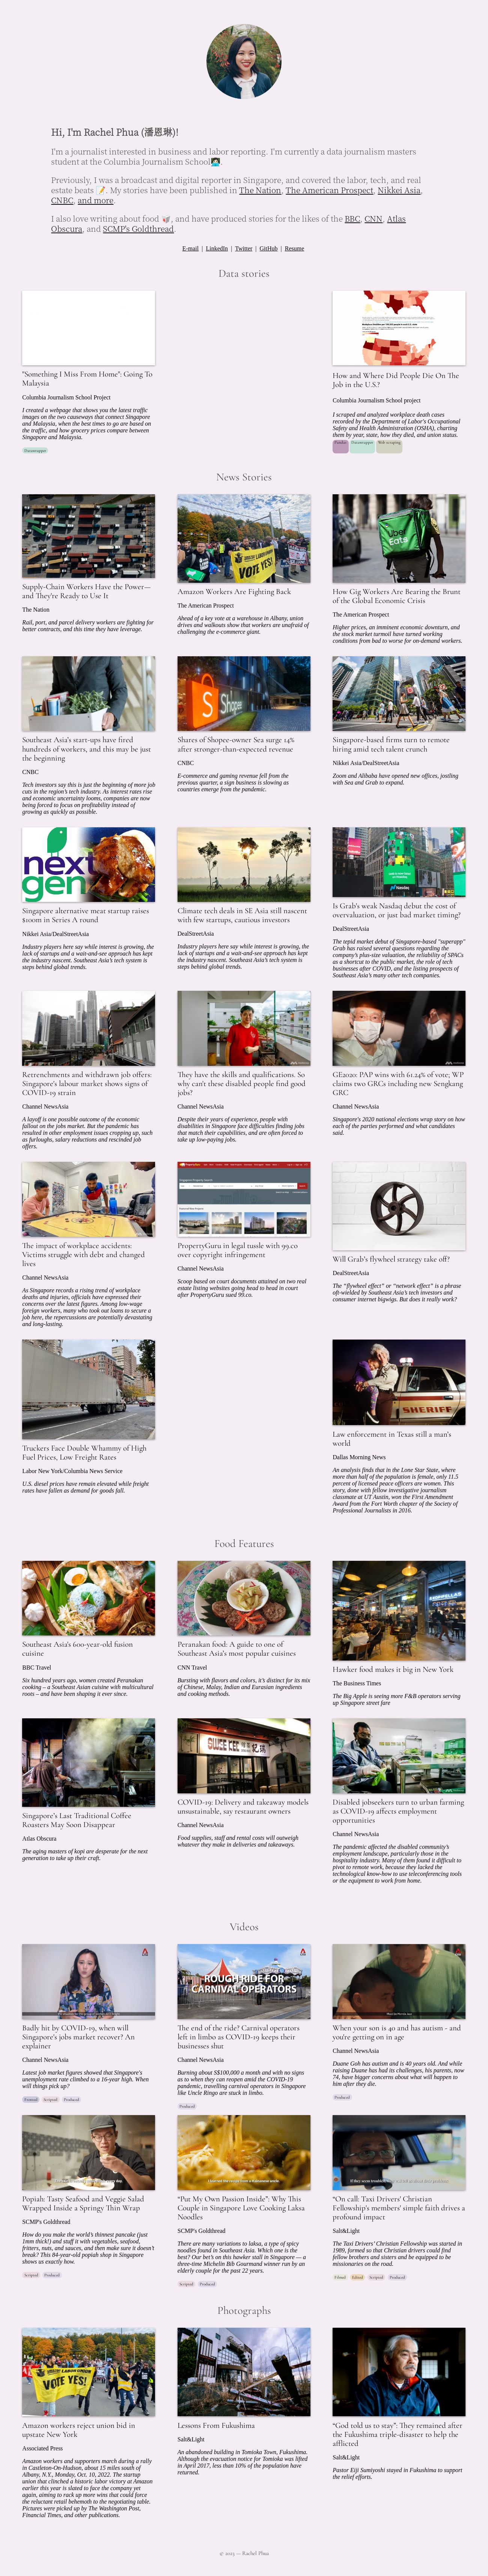 Hi, I'm Rachel Phua (潘恩琳)!
I'm a journalist interested in business and labor reporting. I'm currently a data journalism masters
student at the Columbia Journalism School👩🏻‍💻
Previously, I was a broadcast and digital reporter in Singapore, and covered the labor, tech, and real
estate beats 📝. My stories have been published in The Nation, The American Prospect, Nikkei Asia,
CNBC, and more.
I also love writing about food 🥡, and have produced stories for the likes of the BBC, CNN, Atlas
Obscura, and SCMP's Goldthread.
E-mail | LinkedIn | Twitter | GitHub | Resume
Data stories
"Something I Miss From Home": Going To
Malaysia
Columbia Journalism School Project
I created a webpage that shows you the latest traffic
images on the two causeways that connect Singapore
and Malaysia, when the best times to go are based on
the traffic, and how grocery prices compare between
Singapore and Malaysia.
Datawrapper
How and Where Did People Die On The
Job in the U.S.?
Columbia Journalism School project
I scraped and analyzed workplace death cases
recorded by the Department of Labor's Occupational
Safety and Health Administration (OSHA), charting
them by year, state, how they died, and union status.
Pandas Datawrapper Web scraping
News Stories
Supply-Chain Workers Have the Power—
and They're Ready to Use It
The Nation
Rail, port, and parcel delivery workers are fighting for
better contracts, and this time they have leverage.
VOTE YES!
Amazon Workers Are Fighting Back
The American Prospect
Ahead of a key vote at a warehouse in Albany, union
drives and walkouts show that workers are unafraid of
challenging the e-commerce giant.
Uber
Eats
How Gig Workers Are Bearing the Brunt
of the Global Economic Crisis
The American Prospect
Higher prices, an imminent economic downturn, and
the stock market turmoil have turned working
conditions from bad to worse for on-demand workers.
Southeast Asia's start-ups have fired
hundreds of workers, and this may be just
the beginning
CNBC
Tech investors say this is just the beginning of more job
cuts in the region's tech industry. As interest rates rise
and economic uncertainty looms, companies are now
being forced to focus on profitability instead of
growing as quickly as possible.
Shares of Shopee-owner Sea surge 14%
after stronger-than-expected revenue
CNBC
E-commerce and gaming revenue fell from the
previous quarter, a sign business is slowing as
countries emerge from the pandemic.
Singapore-based firms turn to remote
hiring amid tech talent crunch
Nikkei Asia/DealStreetAsia
Zoom and Alibaba have opened new offices, jostling
with Sea and Grab to expand.
next
gen
Singapore alternative meat startup raises
$100m in Series A round
Nikkei Asia/DealStreetAsia
Industry players here say while interest is growing, the
lack of startups and a wait-and-see approach has kept
the industry nascent. Southeast Asia's tech system is
steps behind global trends.
Climate tech deals in SE Asia still nascent
with few startups, cautious investors
DealStreetAsia
Industry players here say while interest is growing, the
lack of startups and a wait-and-see approach has kept
the industry nascent. Southeast Asia's tech system is
steps behind global trends.
Is Grab's weak Nasdaq debut the cost of
overvaluation, or just bad market timing?
DealStreetAsia
The tepid market debut of Singapore-based "superapp"
Grab has raised several questions regarding the
company's plus-size valuation, the reliability of SPACs
as a shortcut to the public market, the role of tech
businesses after COVID, and the listing prospects of
Southeast Asia's many other tech companies.
Retrenchments and withdrawn job offers:
Singapore's labour market shows signs of
COVID-19 strain
Channel NewsAsia
A layoff is one possible outcome of the economic
fallout on the jobs market. But the pandemic has
resulted in other employment issues cropping up, such
as furloughs, salary reductions and rescinded job
offers.
They have the skills and qualifications. So
why can't these disabled people find good
jobs?
Channel NewsAsia
Despite their years of experience, people with
disabilities in Singapore face difficulties finding jobs
that match their capabilities, and are often forced to
take up low-paying jobs.
GE2020: PAP wins with 61.24% of vote; WP
claims two GRCs including new Sengkang
GRC
Channel NewsAsia
Singapore's 2020 national elections wrap story on how
each of the parties performed and what candidates
said.
The impact of workplace accidents:
Victims struggle with debt and changed
lives
Channel NewsAsia
As Singapore records a rising trend of workplace
deaths and injuries, officials have expressed their
concerns over the latest figures. Among low-wage
foreign workers, many who took out loans to secure a
job here, the repercussions are potentially devastating
and long-lasting.
PropertyGuru in legal tussle with 99.co
over copyright infringement
Channel NewsAsia
Scoop based on court documents attained on two real
estate listing websites going head to head in court
after PropertyGuru sued 99.co.
Will Grab's flywheel strategy take off?
DealStreetAsia
The "flywheel effect" or "network effect" is a phrase
oft-wielded by Southeast Asia's tech investors and
consumer internet bigwigs. But does it really work?
Truckers Face Double Whammy of High
Fuel Prices, Low Freight Rates
Labor New York/Columbia News Service
U.S. diesel prices have remain elevated while freight
rates have fallen as demand for goods fall.
SHERIFF
Law enforcement in Texas still a man's
world
Dallas Morning News
An analysis finds that in the Lone Star State, where
more than half of the population is female, only 11.5
percent of licensed peace officers are women. This
story, done with fellow investigative journalism
classmate at UT Austin, won the First Amendment
Award from the Fort Worth chapter of the Society of
Professional Journalists in 2016.
Food Features
Southeast Asia's 600-year-old fusion
cuisine
BBC Travel
Six hundred years ago, women created Peranakan
cooking – a Southeast Asian cuisine with multicultural
roots – and have been shaping it ever since.
Peranakan food: A guide to one of
Southeast Asia's most popular cuisines
CNN Travel
Bursting with flavors and colors, it's distinct for its mix
of Chinese, Malay, Indian and Eurasian ingredients
and cooking methods.
Hawker food makes it big in New York
The Business Times
The Big Apple is seeing more F&B operators serving
up Singapore street fare
Singapore's Last Traditional Coffee
Roasters May Soon Disappear
Atlas Obscura
The aging masters of kopi are desperate for the next
generation to take up their craft.
COVID-19: Delivery and takeaway models
unsustainable, say restaurant owners
Channel NewsAsia
Food supplies, staff and rental costs will outweigh
whatever they make in deliveries and takeaways.
Disabled jobseekers turn to urban farming
as COVID-19 affects employment
opportunities
Channel NewsAsia
The pandemic affected the disabled community's
employment landscape, particularly those in the
hospitality industry. Many of them found it difficult to
pivot to remote work, because they lacked the
technological know-how to use teleconferencing tools
or the equipment to work from home.
Videos
Badly hit by COVID-19, when will
Singapore's jobs market recover? An
explainer
Channel NewsAsia
Latest job market figures showed that Singapore's
unemployment rate climbed to a 16-year high. When
will things pick up?
Scripted Produced
ROUGH RIDE FOR
CARNIVAL OPERATORS
The end of the ride? Carnival operators
left in limbo as COVID-19 keeps their
businesses shut
Channel NewsAsia
Burning about S$100,000 a month and with no signs
as to when they can reopen amid the COVID-19
pandemic, travelling carnival operators in Singapore
like Uncle Ringo are stuck in limbo.
Produced
When your son is 40 and has autism - and
you're getting on in age
Channel NewsAsia
Duane Goh has autism and is 40 years old. And while
raising Duane has had its challenges, his parents, now
74, have bigger concerns about what will happen to
him after they die.
Produced
Popiah: Tasty Seafood and Veggie Salad
Wrapped Inside a Springy Thin Wrap
SCMP's Goldthread
How do you make the world's thinnest pancake (just
1mm thick!) and stuff it with vegetables, seafood,
fritters, nuts, and sauces, and then make sure it doesn't
break? This 84-year-old popiah shop in Singapore
shows us exactly how.
Scripted Produced
"Put My Own Passion Inside": Why This
Couple in Singapore Love Cooking Laksa
Noodles
SCMP's Goldthread
There are many variations to laksa, a type of spicy
noodles found in Southeast Asia. Which one is the
best? Our bet's on this hawker stall in Singapore — a
three-time Michelin Bib Gourmand winner run by an
elderly couple for the past 22 years.
Scripted Produced
"On call: Taxi Drivers' Christian
Fellowship's members' simple faith drives a
profound impact
Salt&Light
The Taxi Drivers' Christian Fellowship was started in
1989, formed so that Christian drivers could find
fellow brothers and sisters and be equipped to be
missionaries on the road.
Filmed Edited Scripted Produced
Photographs
VOTE YES!
Amazon workers reject union bid in
upstate New York
Associated Press
Amazon workers and supporters march during a rally
in Castleton-On-Hudson, about 15 miles south of
Albany, N.Y., Monday, Oct. 10, 2022. The startup
union that clinched a historic labor victory at Amazon
earlier this year is slated to face the company yet
again, aiming to rack up more wins that could force
the reluctant retail behemoth to the negotiating table.
Pictures were picked up by The Washington Post,
Financial Times, and other publications.
Lessons From Fukushima
Salt&Light
An abandoned building in Tomioka Town, Fukushima.
Although the evacuation notice for Tomioka was lifted
in April 2017, less than 10% of the population have
returned.
"God told us to stay": They remained after
the Fukushima triple-disaster to help the
afflicted
Salt&Light
Pastor Eiji Sumiyoshi stayed in Fukushima to support
the relief efforts.
© 2023 — Rachel Phua